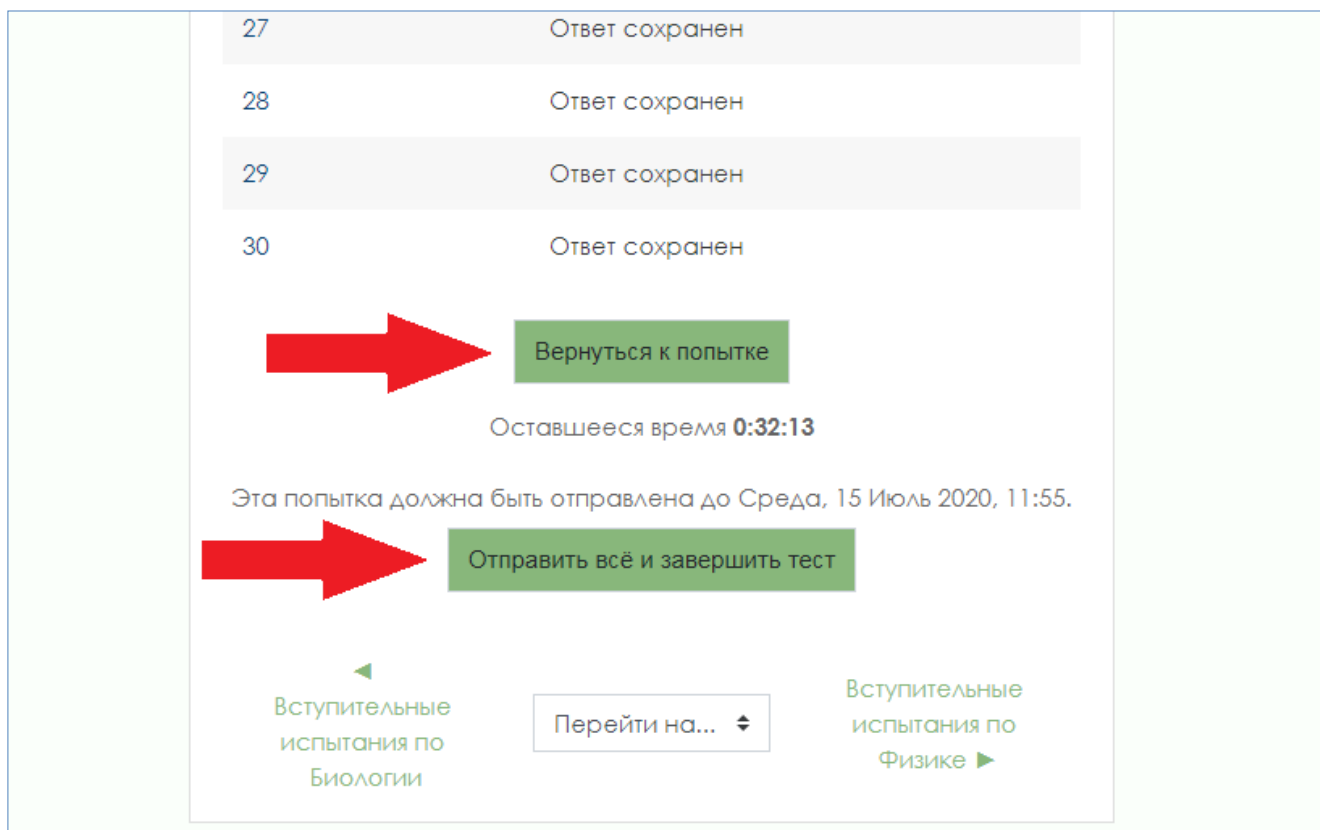 27 Ответ сохранен
28 Ответ сохранен
29 Ответ сохранен
30 Ответ сохранен
Вернуться к попытке
Оставшееся время 0:32:13
Эта попытка должна быть отправлена до Среда, 15 Июль 2020, 11:55.
Отправить всё и завершить тест
◄
Вступительные
испытания по
Биологии
Перейти на...
Вступительные
испытания по
Физике ►